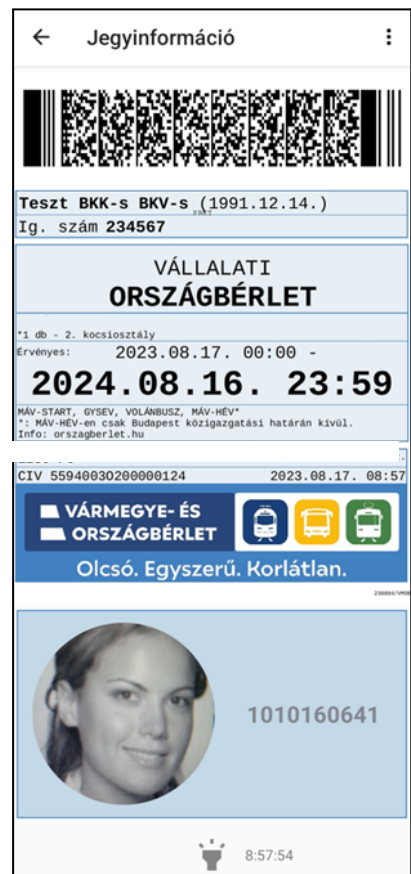 Jegyinformáció
Teszt BKK-s BKV-s (1991.12.14.)
Ig. szám 234567
VÁLLALATI
ORSZÁGBÉRLET
*1 db - 2. kocsiosztály
Érvényes: 2023.08.17. 00:00 -
2024.08.16. 23:59
MÁV-START, GYSEV, VOLÁNBUSZ, MÁV-HÉV*
*: MÁV-HÉV-en csak Budapest közigazgatási határán kívül.
Info: orszagberlet.hu
CIV 55940030200000124 2023.08.17. 08:57
VÁRMEGYE- ÉS
ORSZÁGBÉRLET
Olcsó. Egyszerű. Korlátlan.
1010160641
8:57:54